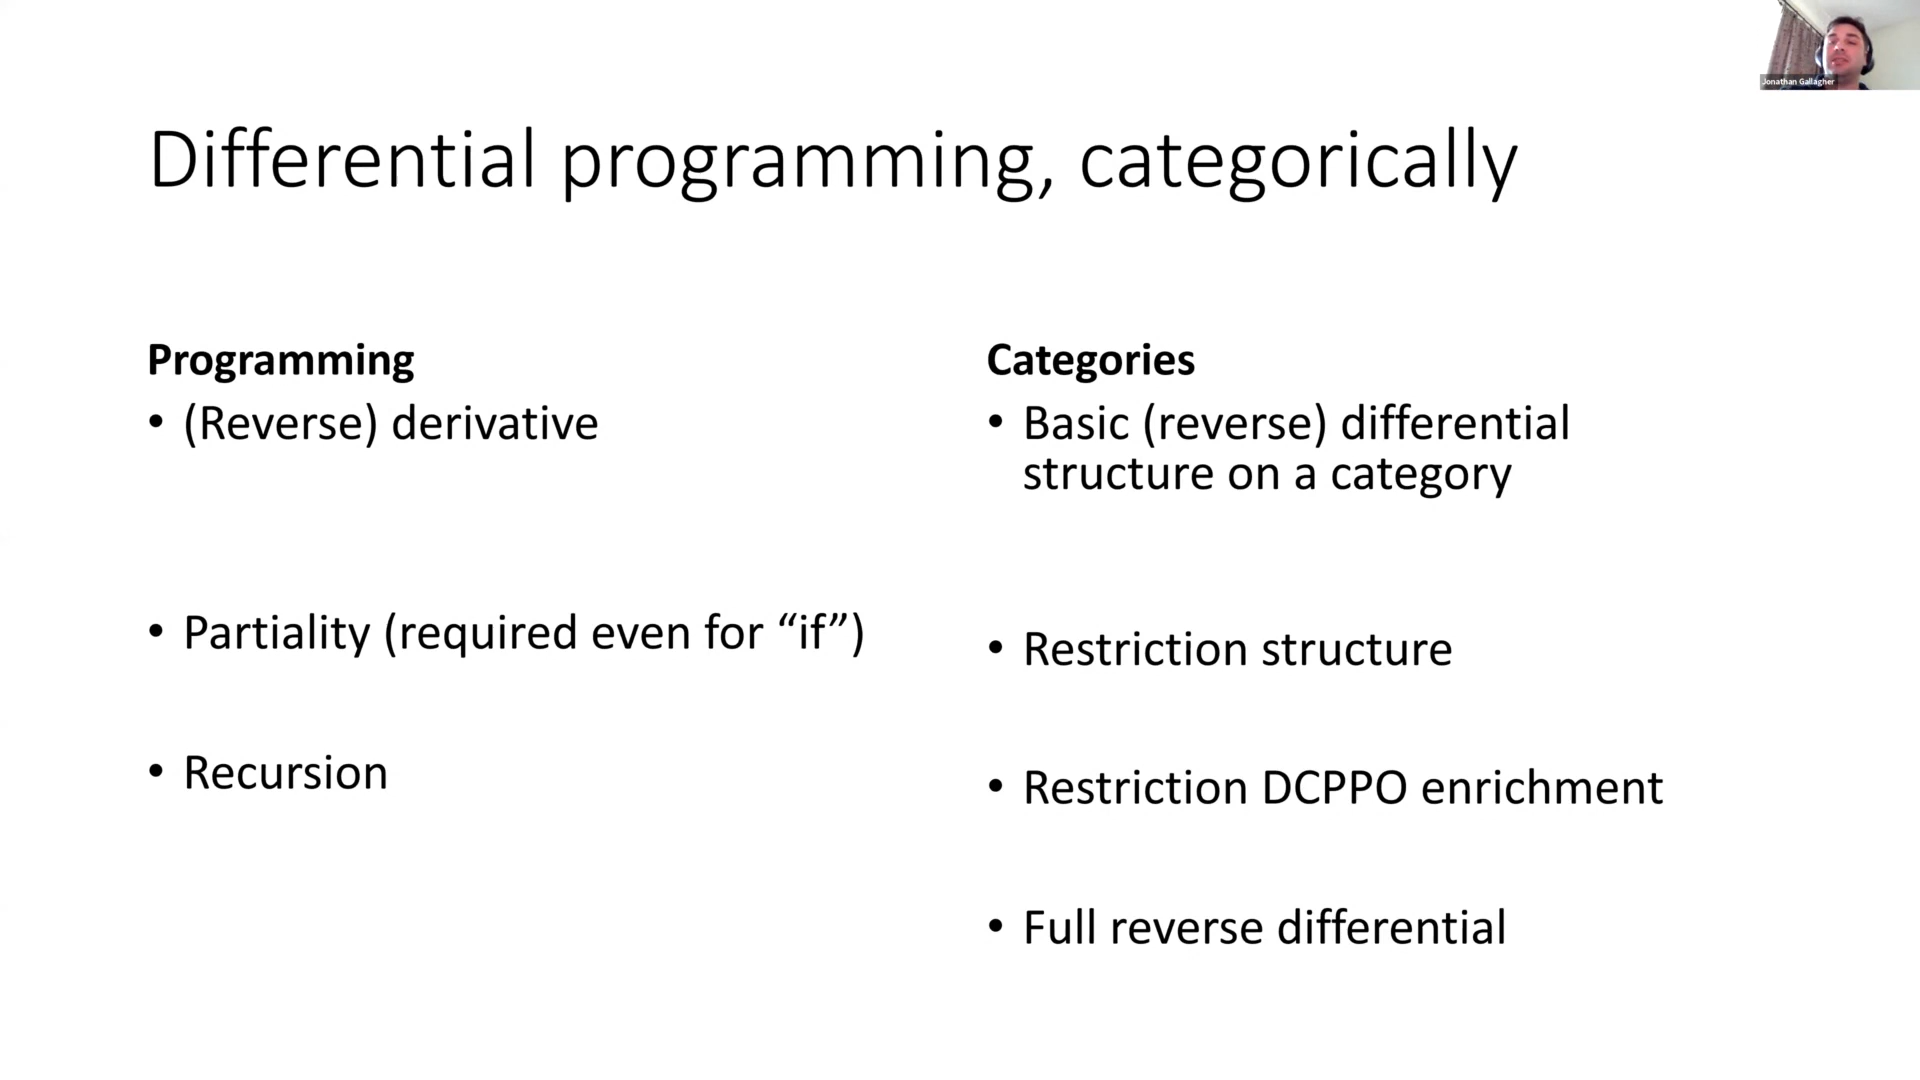 Jonathan Gallagher
Differential programming, categorically
Programming
• (Reverse) derivative
• Partiality (required even for “if”)
• Recursion
Categories
• Basic (reverse) differential
structure on a category
• Restriction structure
• Restriction DCPPO enrichment
• Full reverse differential